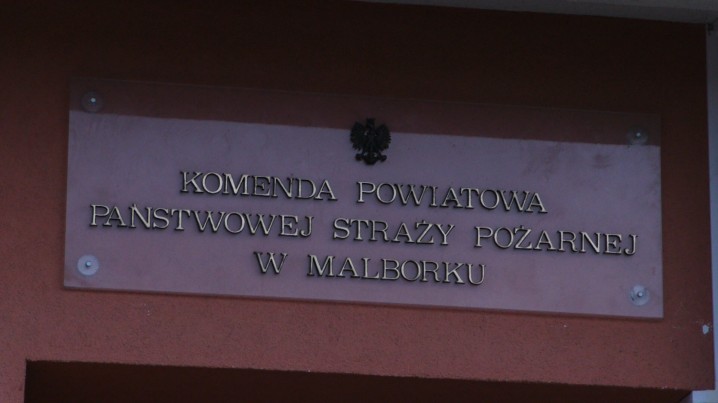 KOMENDA POWIATOWA
PAŃSTWOWEJ STRAŻY POŻARNEJ
W MALBORKU